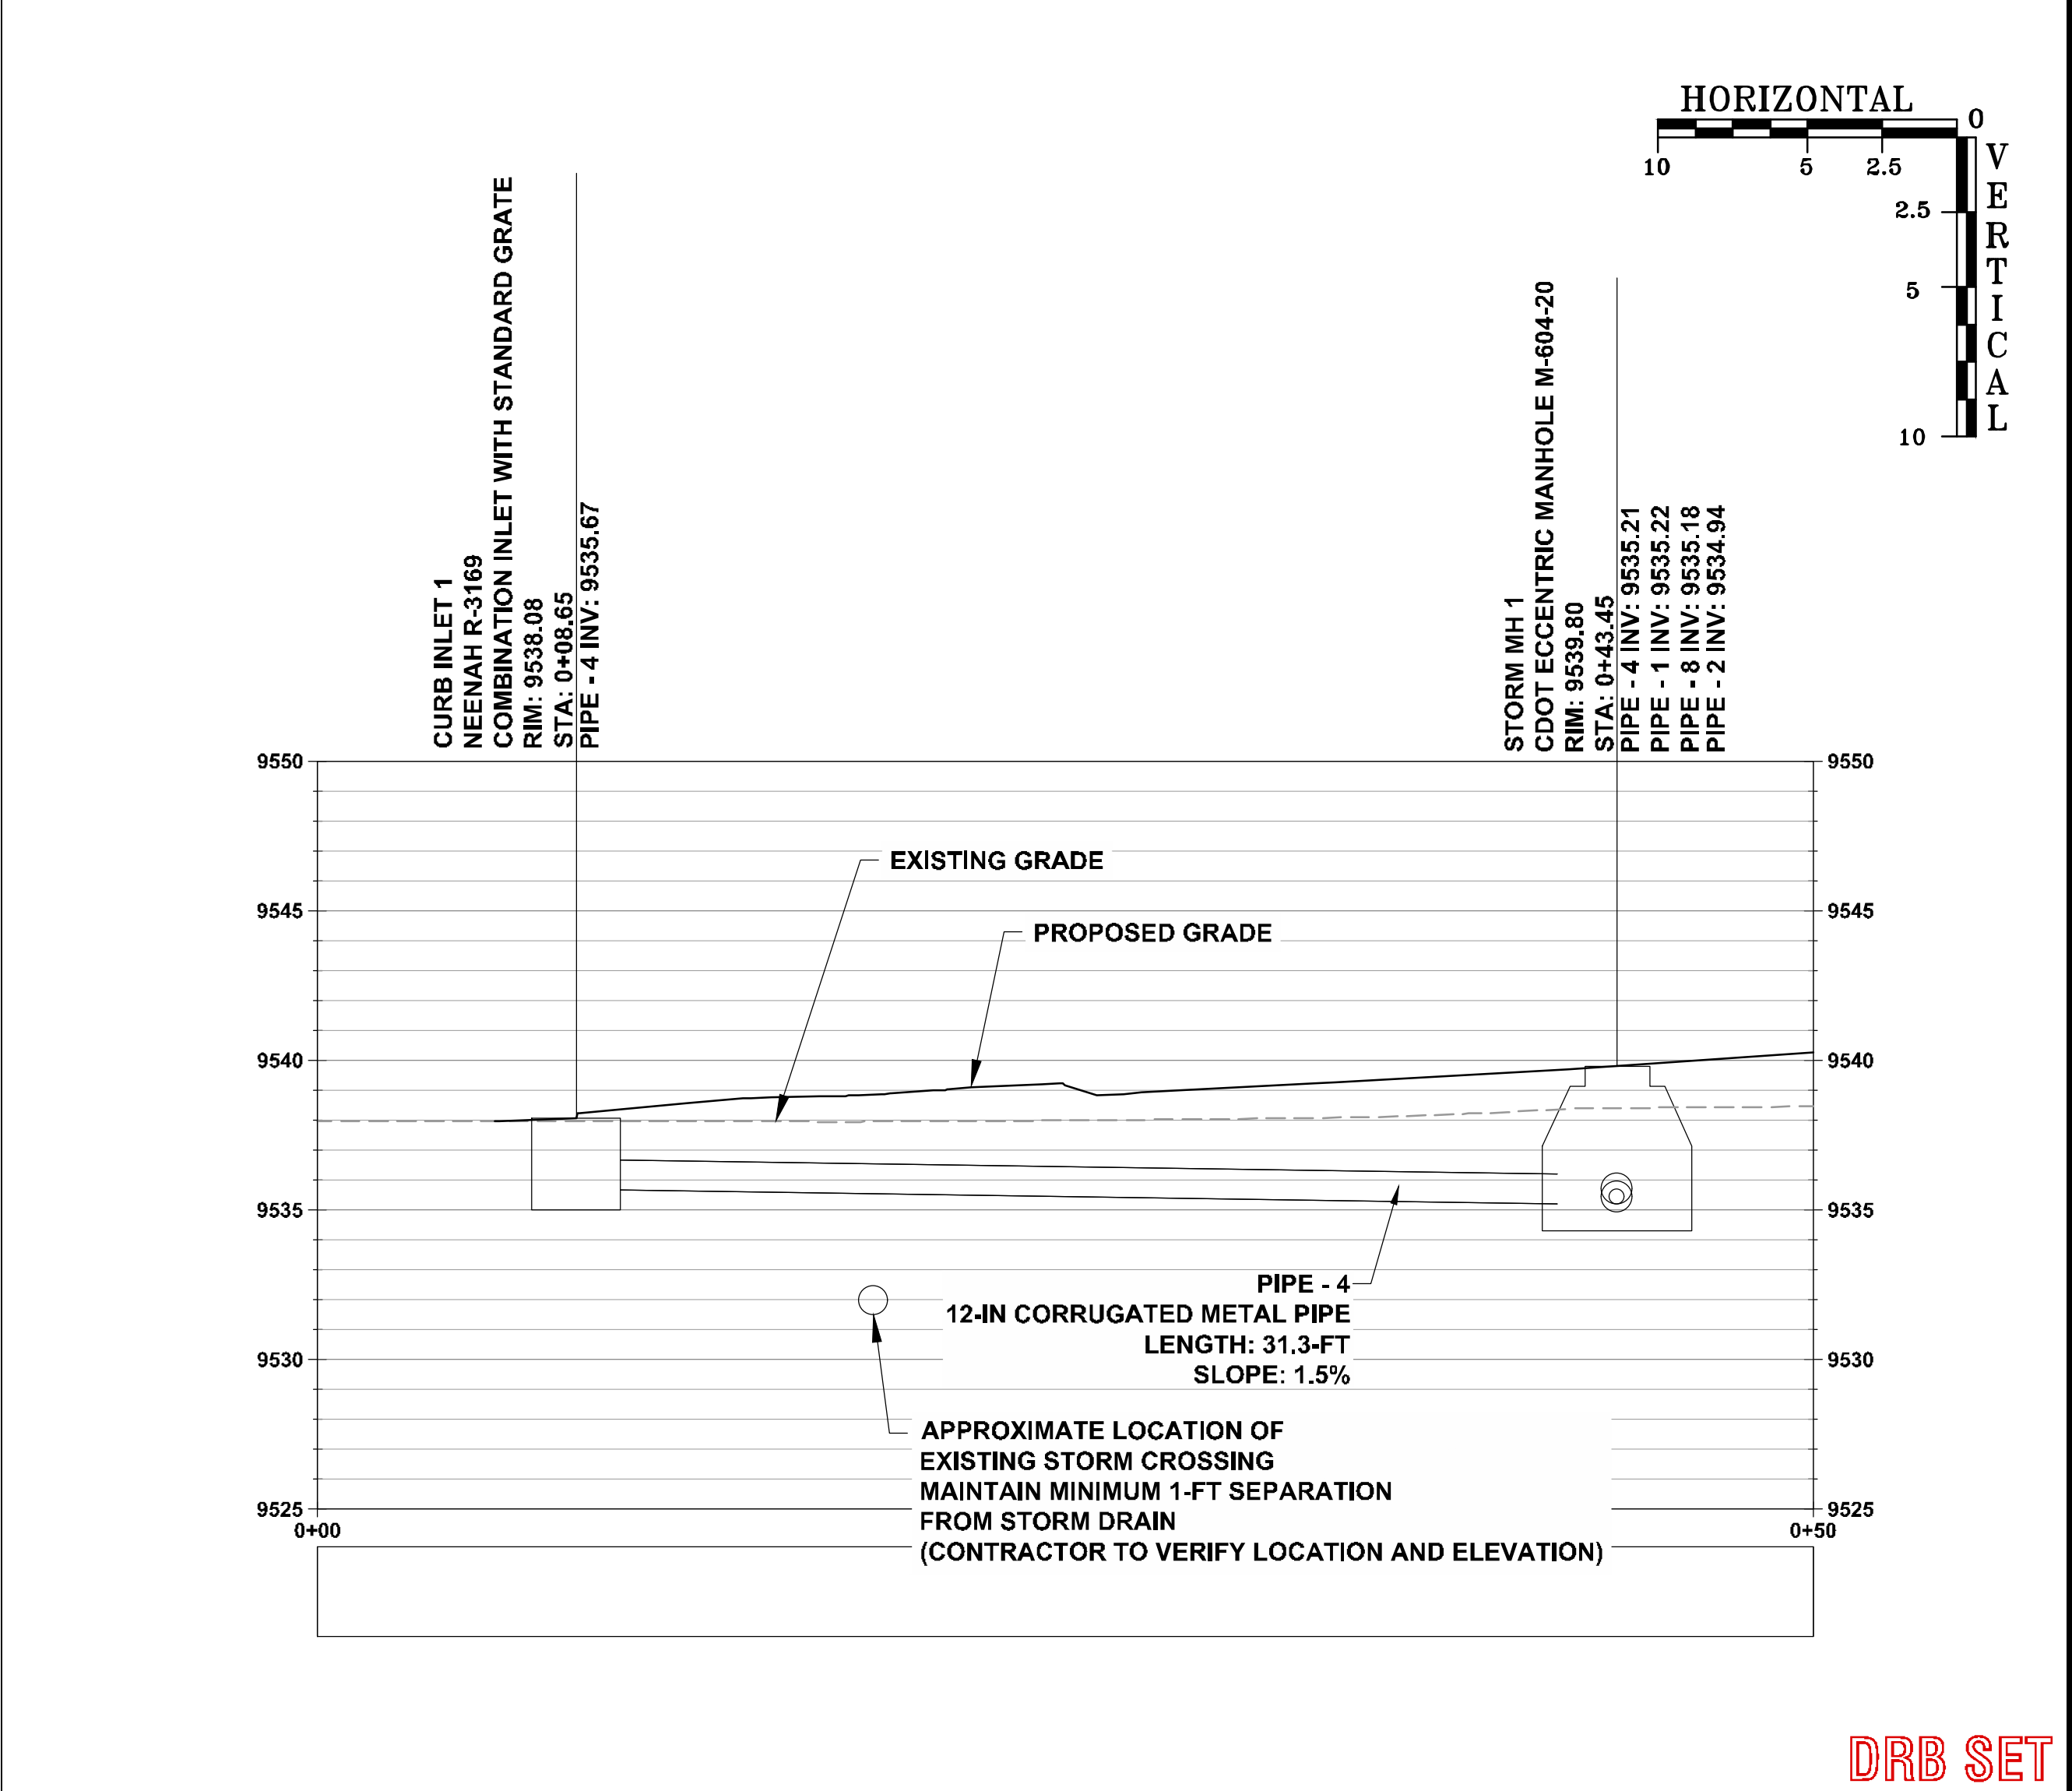 HORIZONTAL
0
10 5 2.5
VERTICAL
2.5
5
10
CURB INLET 1
NEENAH R-3169
COMBINATION INLET WITH STANDARD GRATE
RIM: 9538.08
STA: 0+08.65
PIPE - 4 INV: 9535.67
STORM MH 1
CDOT ECCENTRIC MANHOLE M-604-20
RIM: 9539.80
STA: 0+43.45
PIPE - 4 INV: 9535.21
PIPE - 1 INV: 9535.22
PIPE - 8 INV: 9535.18
PIPE - 2 INV: 9534.94
9550 9550
EXISTING GRADE
9545 9545
PROPOSED GRADE
9540 9540
9535 9535
PIPE - 4
12-IN CORRUGATED METAL PIPE
LENGTH: 31.3-FT
SLOPE: 1.5%
9530 9530
APPROXIMATE LOCATION OF
EXISTING STORM CROSSING
MAINTAIN MINIMUM 1-FT SEPARATION
FROM STORM DRAIN
(CONTRACTOR TO VERIFY LOCATION AND ELEVATION)
9525 9525
0+00 0+50
DRB SET